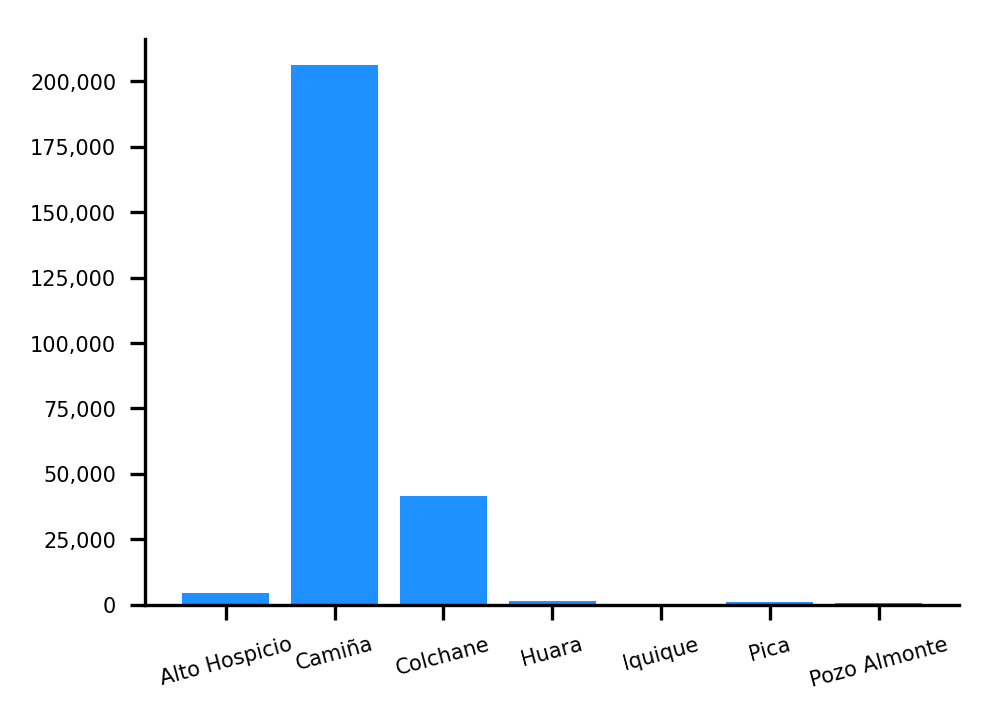 200,000
175,000
150,000
125,000
100,000
75,000
50,000
25,000
0
Alto Hospicio
Camiña
Colchane
Huara
Iquique
Pica
Pozo Almonte